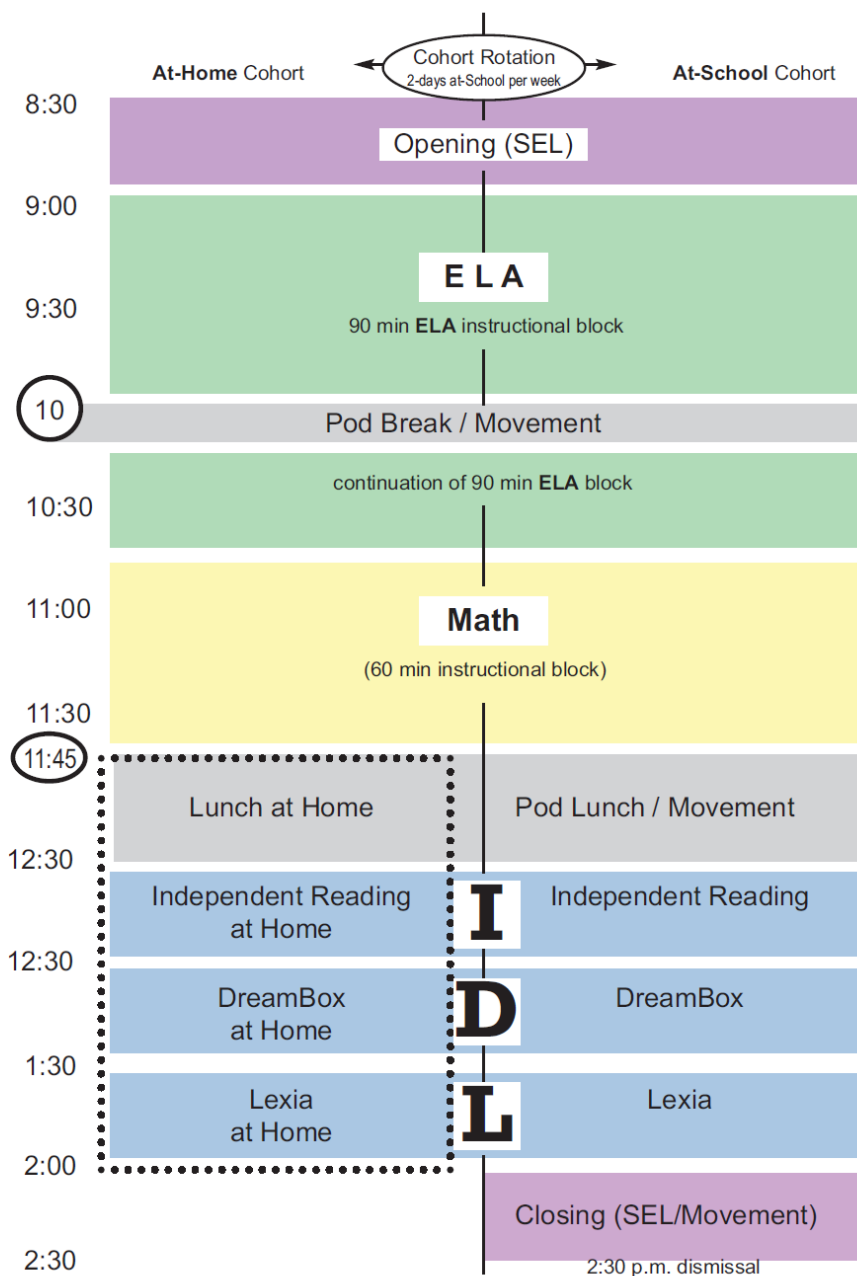 Cohort Rotation
2-days at-School per week
At-Home Cohort
At-School Cohort
8:30
Opening (SEL)
9:00
E L A
9:30
90 min ELA instructional block
10
Pod Break / Movement
continuation of 90 min ELA block
10:30
11:00
Math
(60 min instructional block)
11:30
11:45
Lunch at Home
Pod Lunch / Movement
12:30
Independent Reading
at Home
I
Independent Reading
12:30
DreamBox
at Home
D
DreamBox
1:30
Lexia
at Home
L
Lexia
2:00
Closing (SEL/Movement)
2:30
2:30 p.m. dismissal